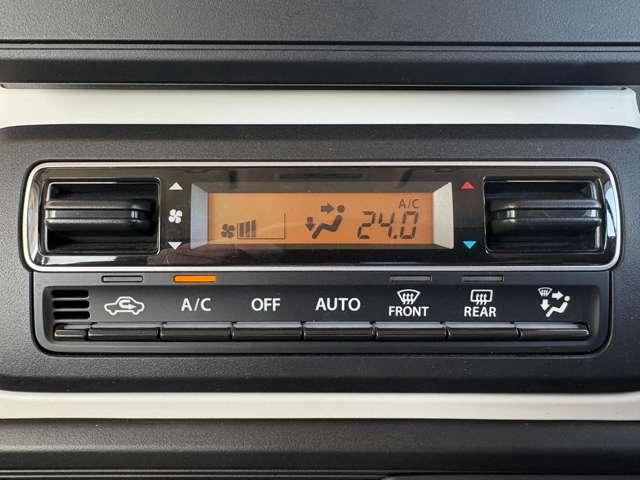 A/C
24.0
A/C OFF AUTO FRONT REAR